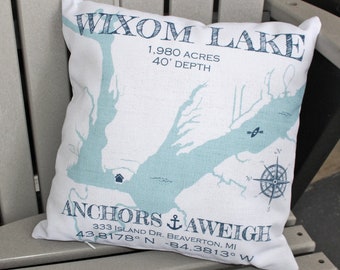 WIXOM LAKE
1,980 ACRES
40' DEPTH
ANCHORS AWEIGH
333 ISLAND DR. BEAVERTON, MI
43.8178° N -84.3813° W